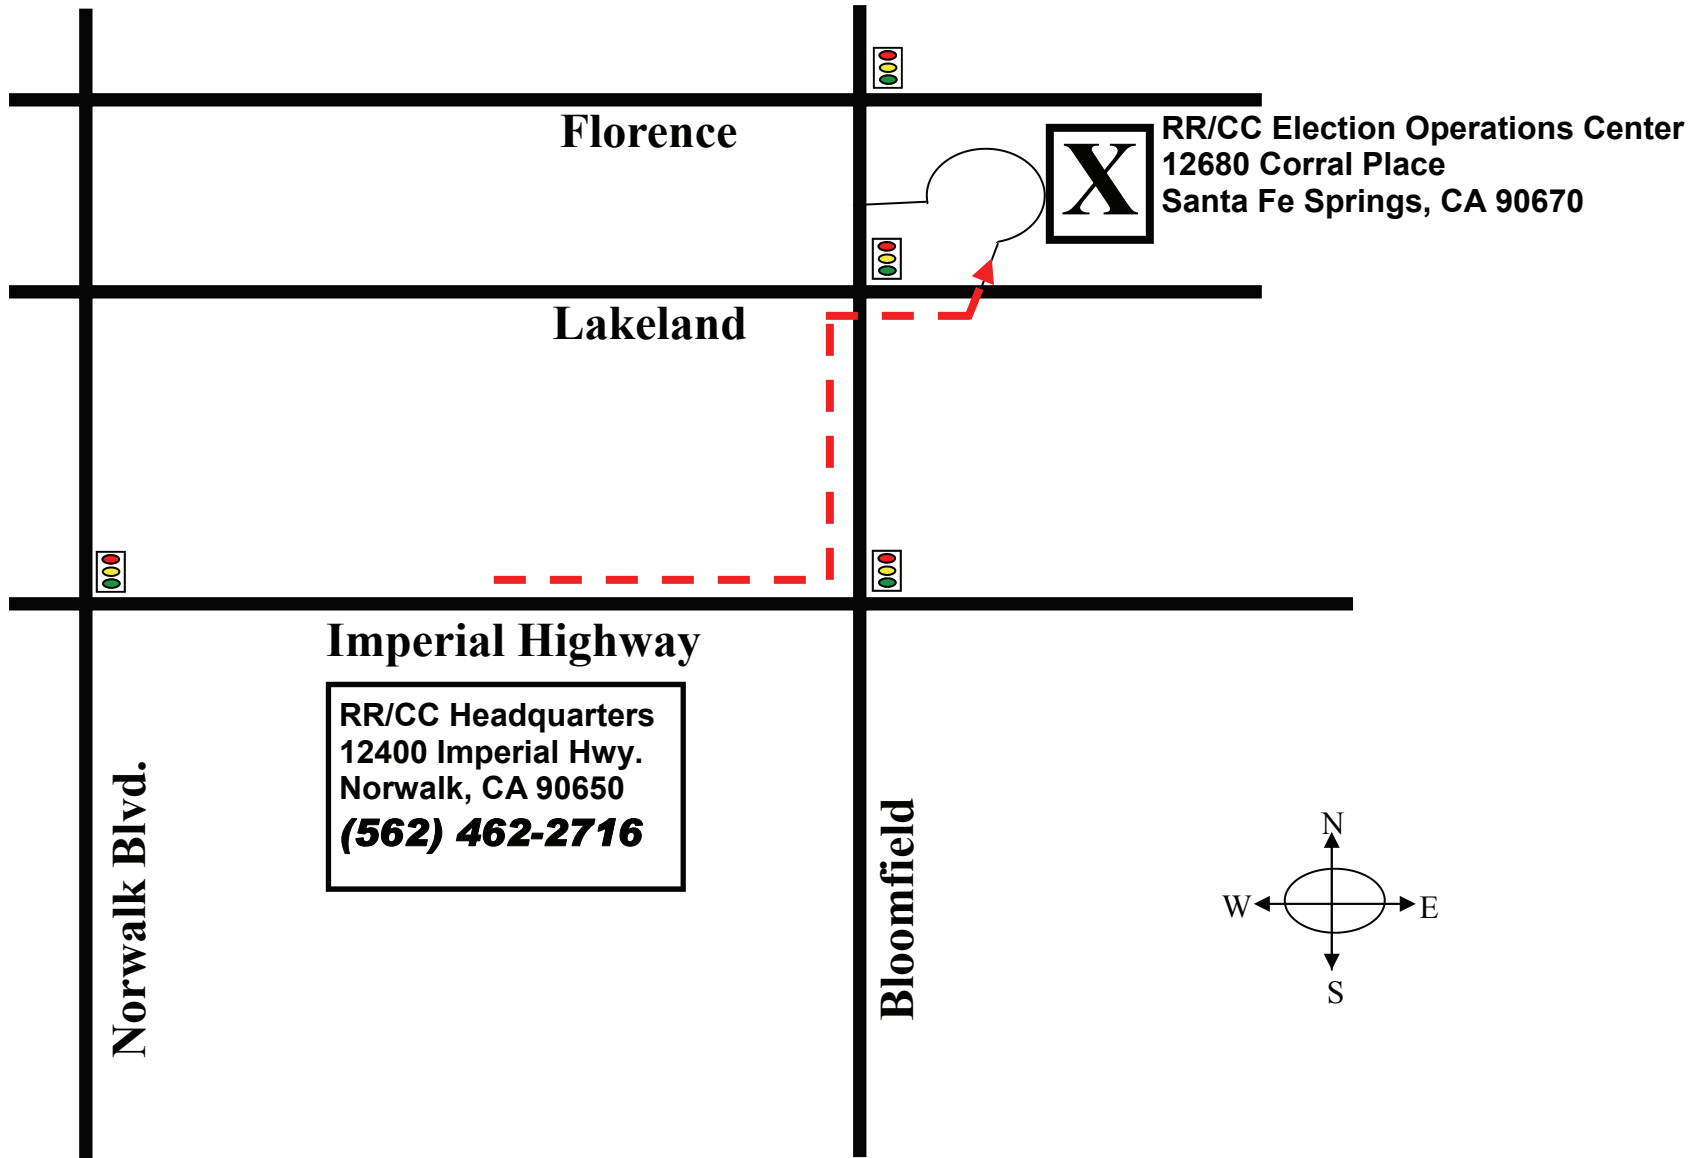 Florence
RR/CC Election Operations Center
12680 Corral Place
Santa Fe Springs, CA 90670
X
Lakeland
Imperial Highway
RR/CC Headquarters
12400 Imperial Hwy.
Norwalk, CA 90650
(562) 462-2716
Norwalk Blvd.
Bloomfield
N
W
E
S